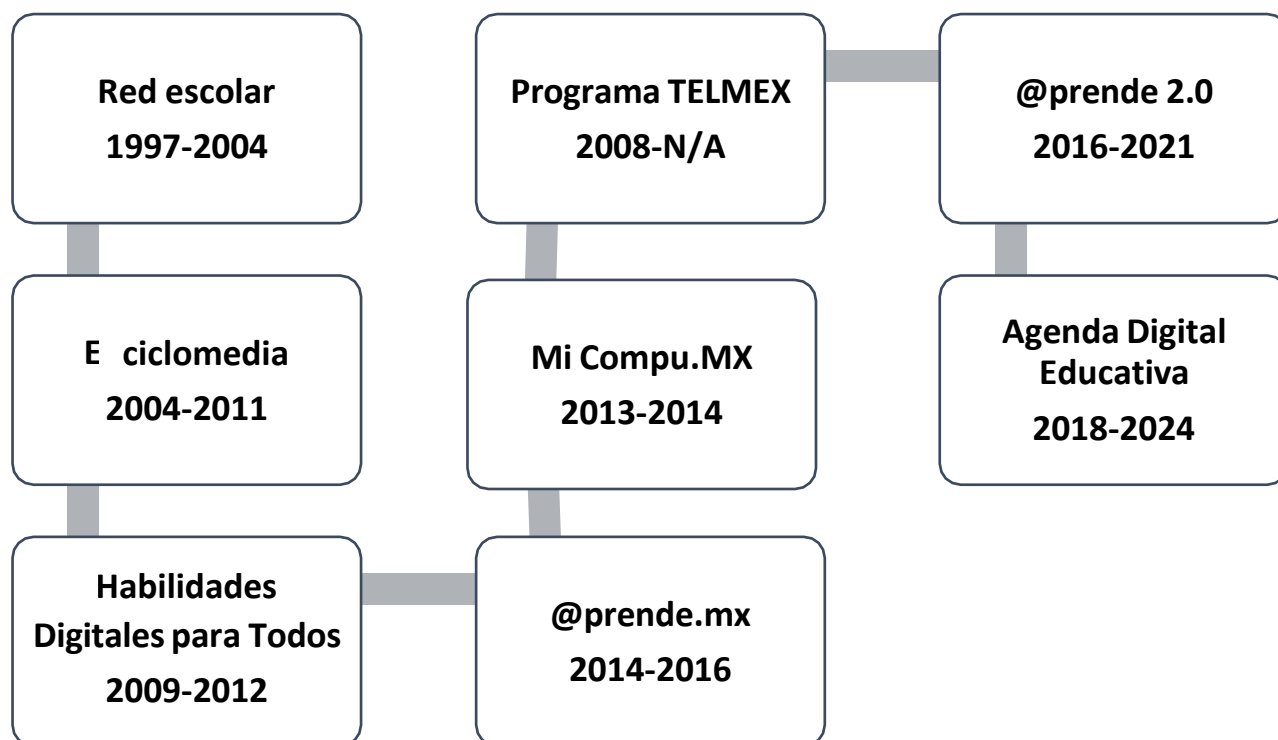 Red escolar
1997-2004
E ciclomedia
2004-2011
Habilidades
Digitales para Todos
2009-2012
@prende.mx
2014-2016
Mi Compu.MX
2013-2014
Programa TELMEX
2008-N/A
@prende 2.0
2016-2021
Agenda Digital
Educativa
2018-2024